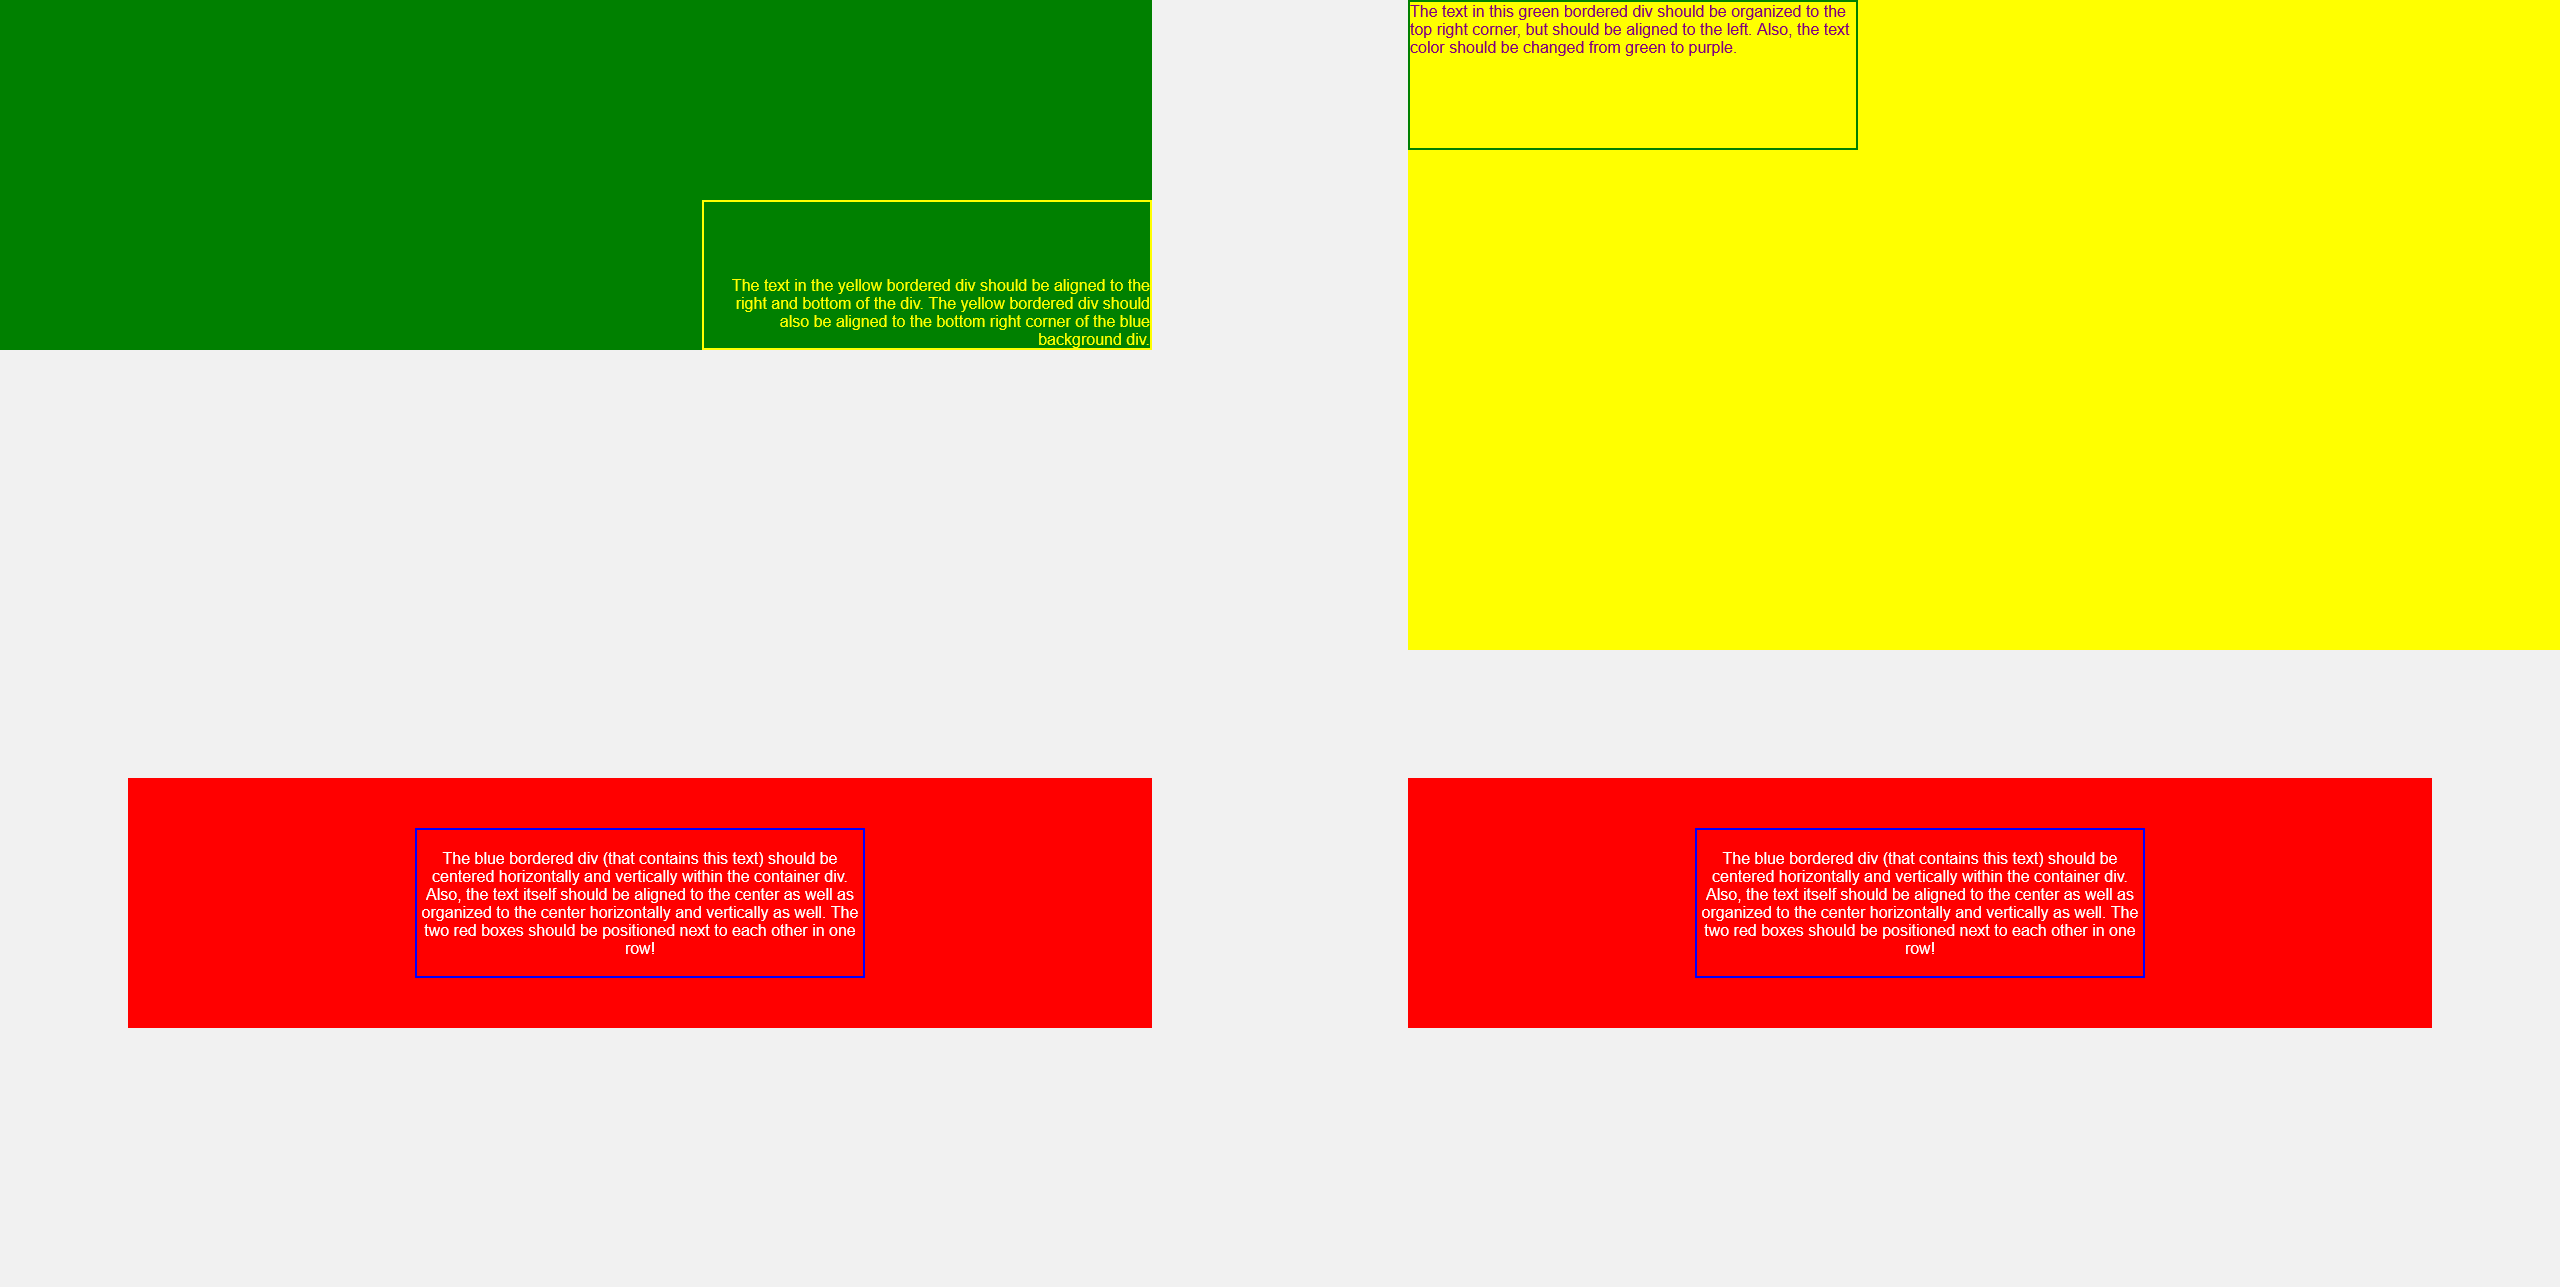 The text in this green bordered div should be organized to the
top right corner, but should be aligned to the left. Also, the text
color should be changed from green to purple.
The text in the yellow bordered div should be aligned to the
right and bottom of the div. The yellow bordered div should
also be aligned to the bottom right corner of the blue
background div.
The blue bordered div (that contains this text) should be
centered horizontally and vertically within the container div.
Also, the text itself should be aligned to the center as well as
organized to the center horizontally and vertically as well. The
two red boxes should be positioned next to each other in one
row!
The blue bordered div (that contains this text) should be
centered horizontally and vertically within the container div.
Also, the text itself should be aligned to the center as well as
organized to the center horizontally and vertically as well. The
two red boxes should be positioned next to each other in one
row!